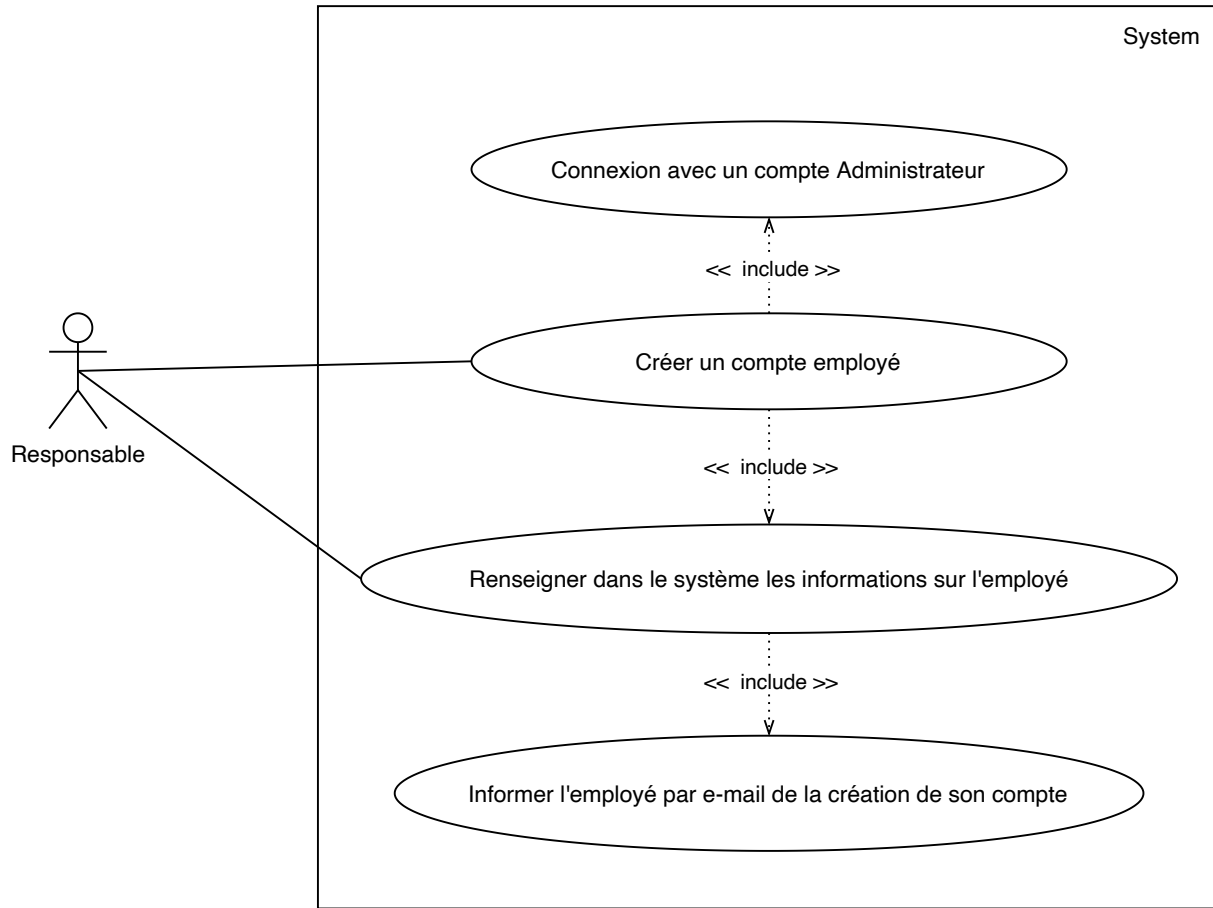 System
Connexion avec un compte Administrateur
<< include >>
Créer un compte employé
Responsable
<< include >>
Renseigner dans le système les informations sur l'employé
<< include >>
Informer l'employé par e-mail de la création de son compte